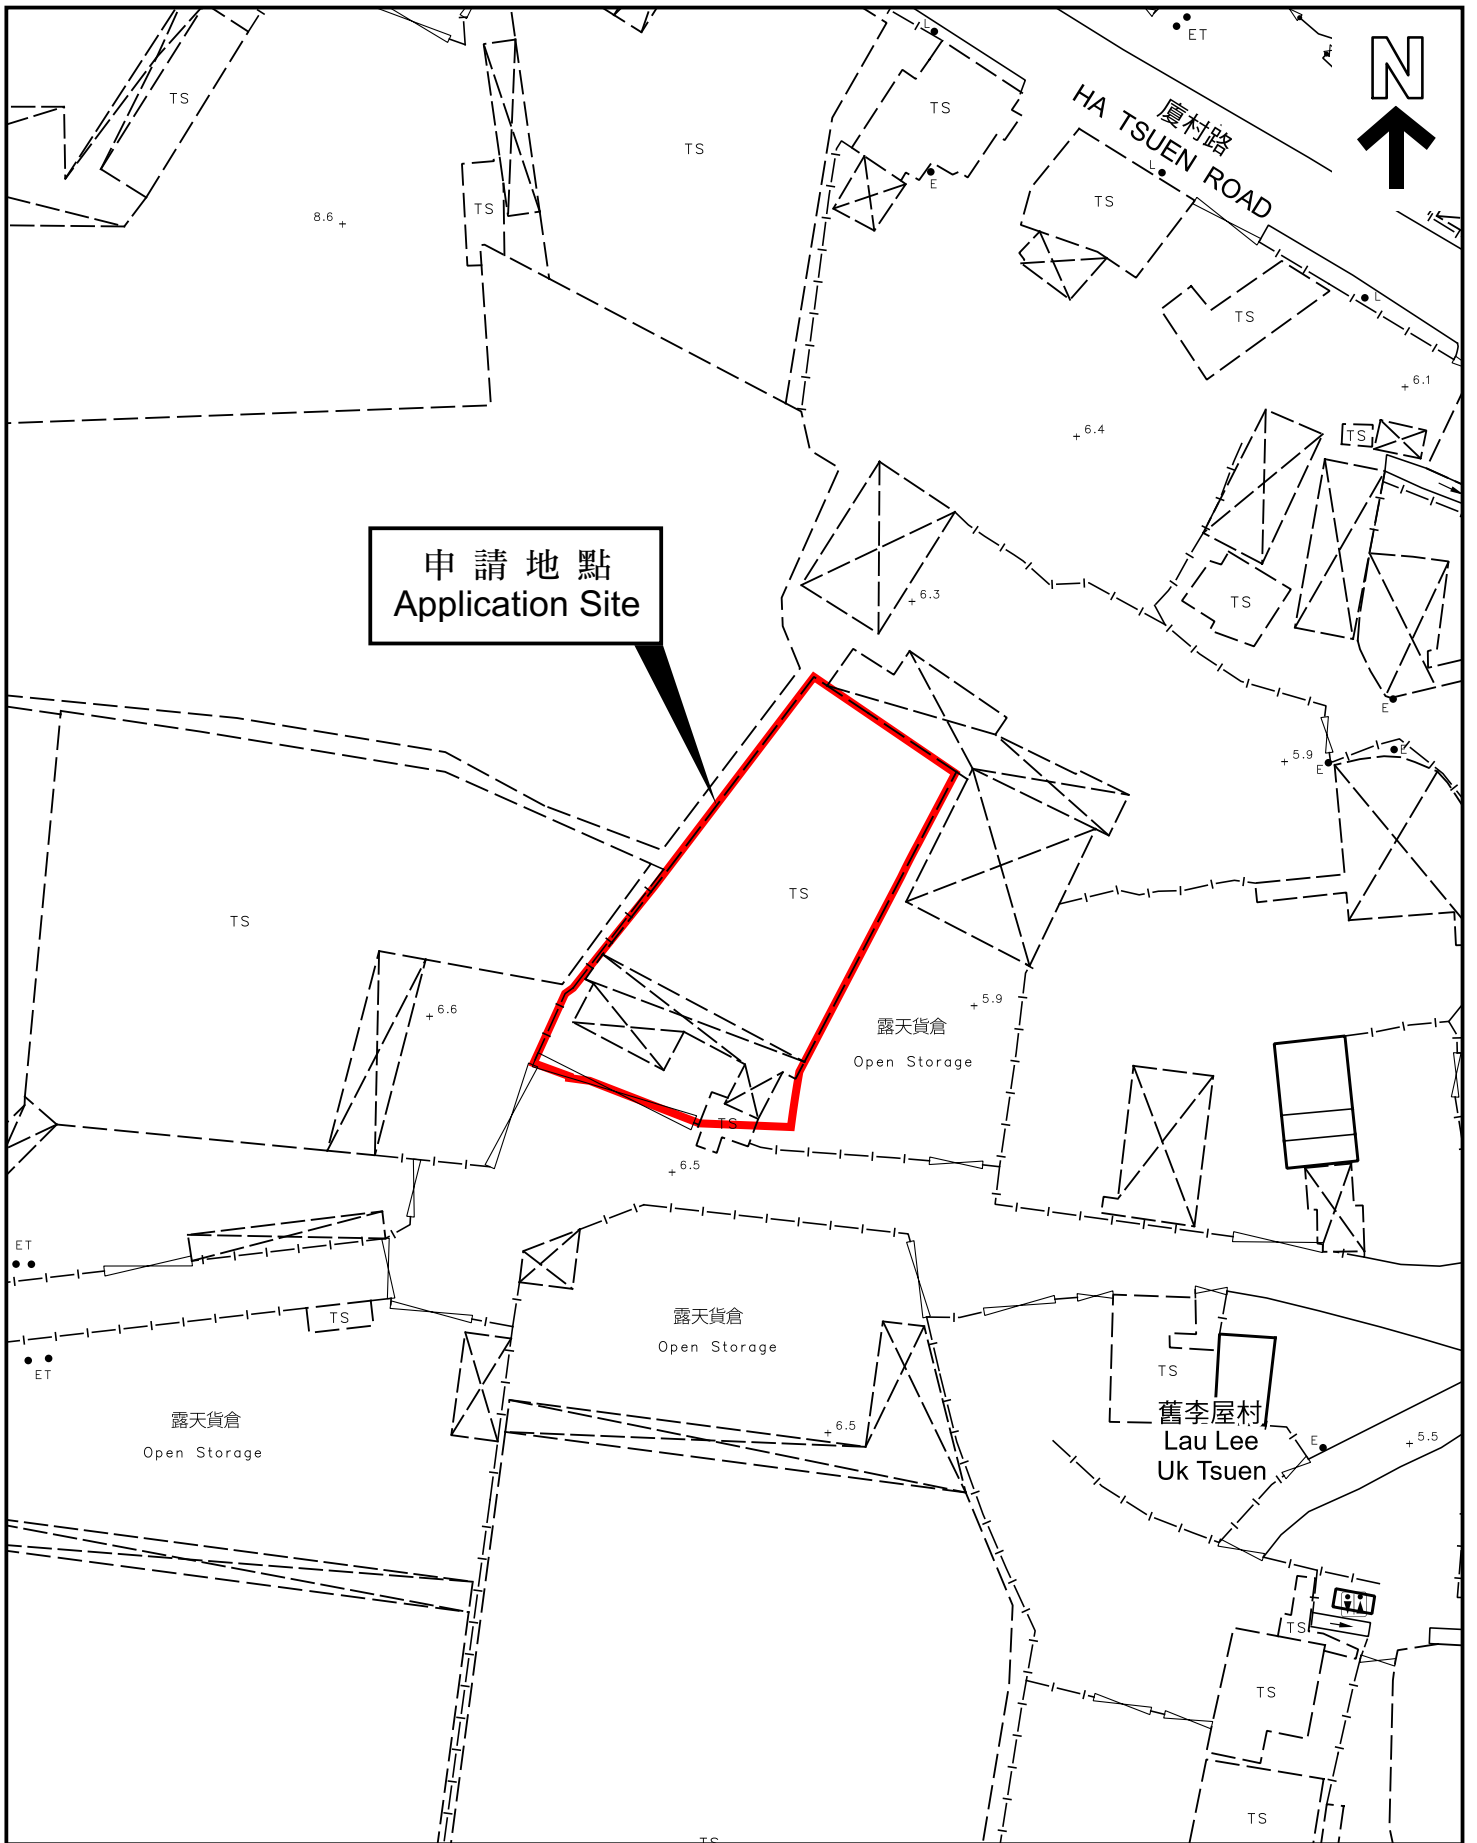 L
ET
N
TS
TS
TS
廈村路
HA TSUEN ROAD
E
L
TS
TS
8.6
L
TS
6.1
6.4
TS
申請地點
Application Site
6.3
TS
E
E
5.9
E
TS
TS
6.6
5.9
露天貨倉
Open Storage
TS
6.5
ET
TS
露天貨倉
Open Storage
ET
TS
露天貨倉
Open Storage
舊李屋村
Lau Lee
Uk Tsuen
6.5
E
5.5
TS
TS
TS
TS